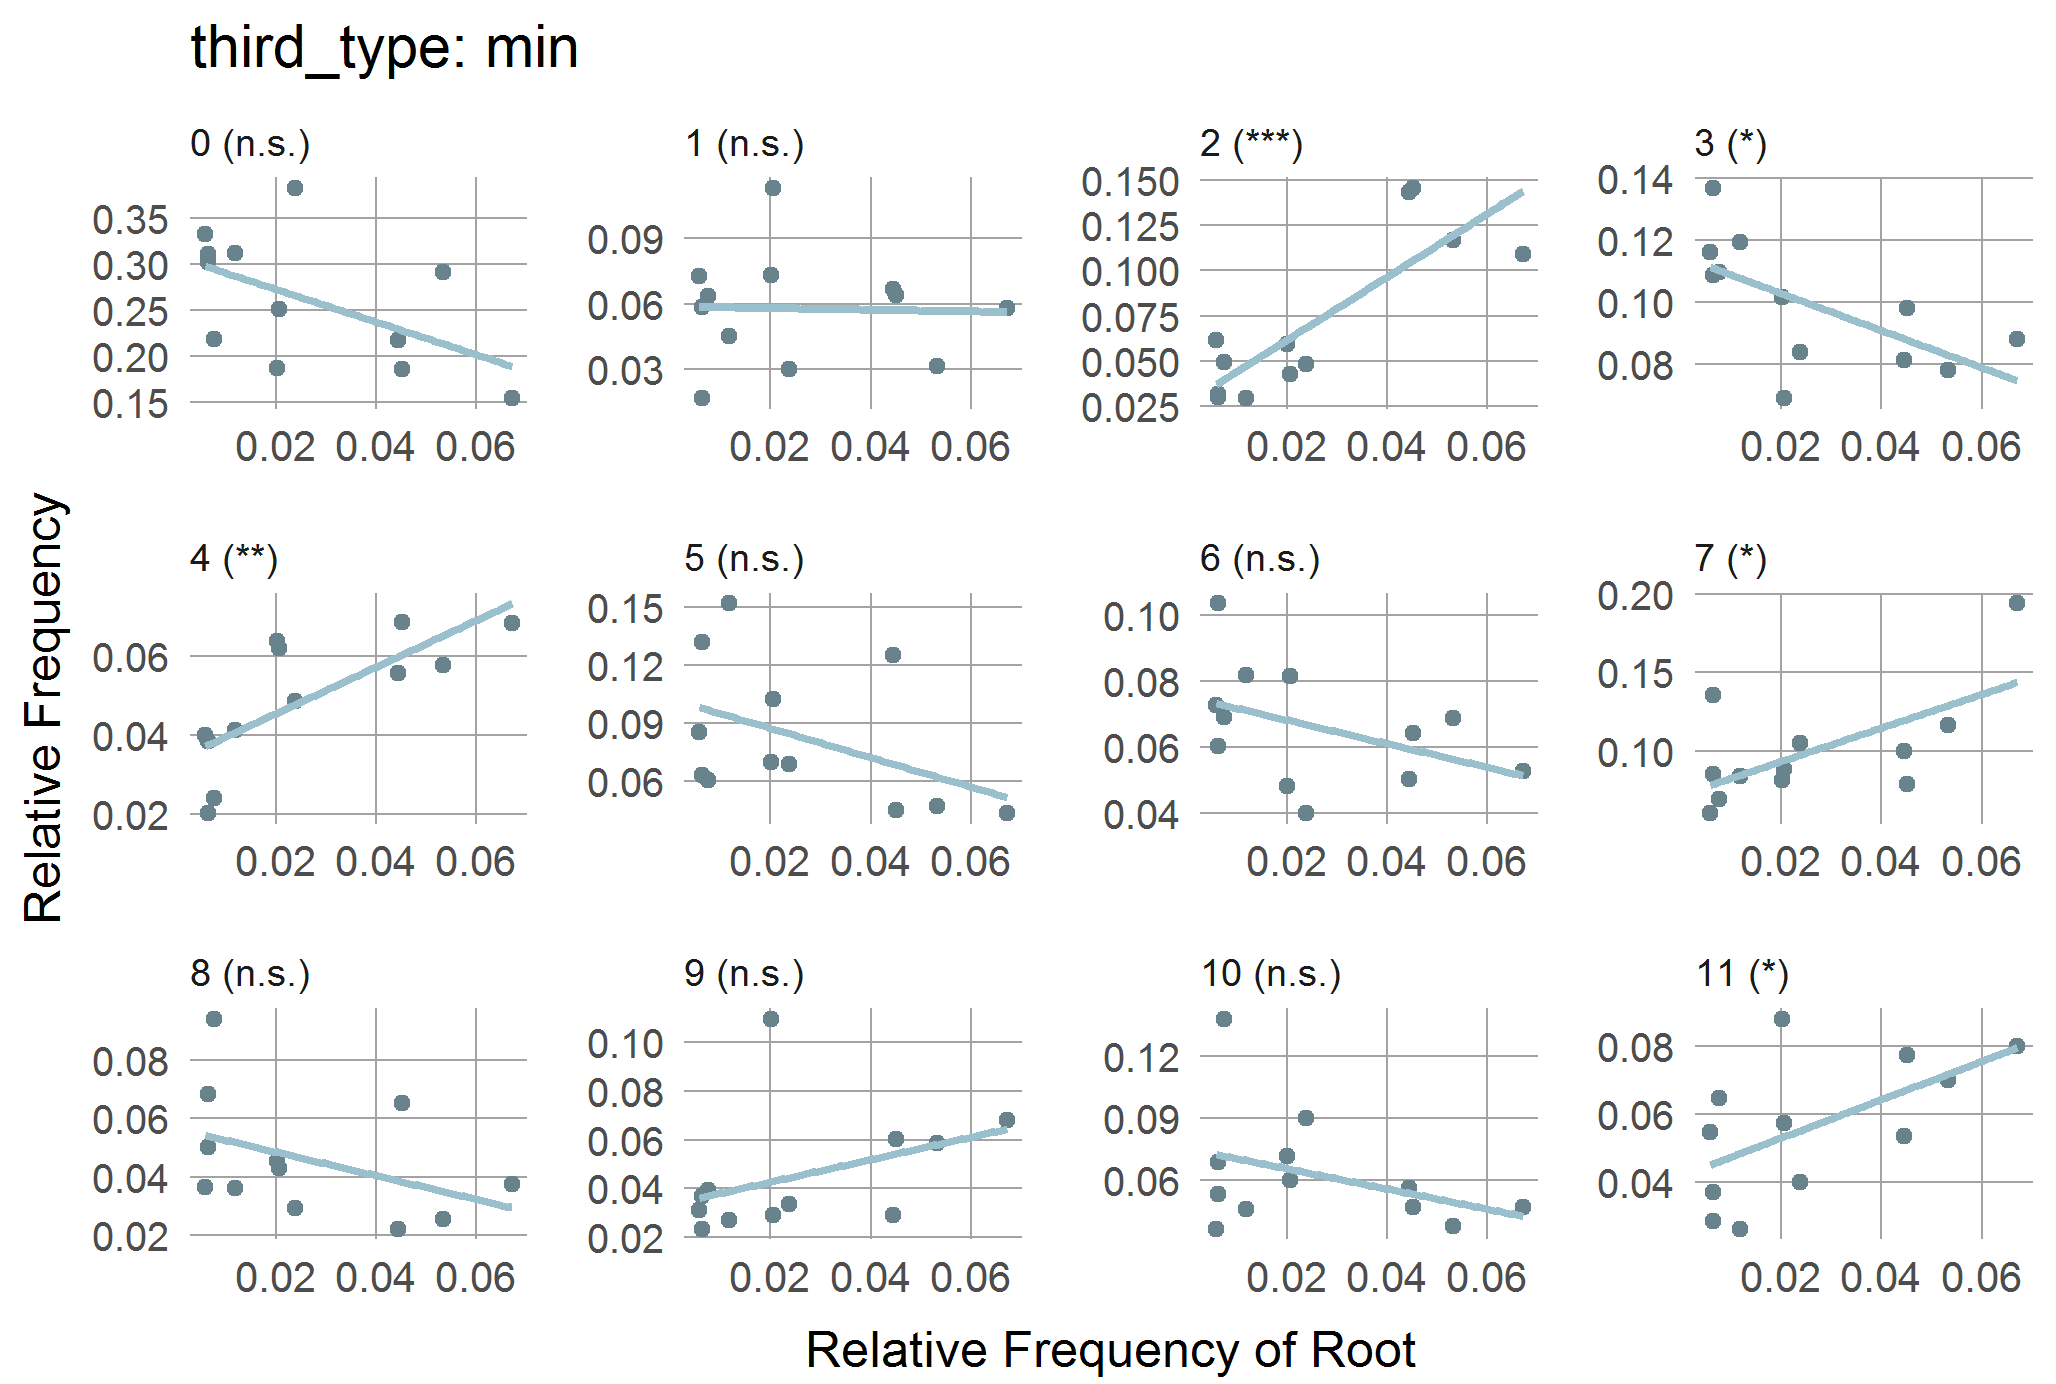 third_type: min
0 (n.s.)
1 (n.s.)
2 (***)
3 (*)
0.35
0.30
0.25
0.20
0.15
0.02 0.04 0.06
0.09
0.06
0.03
0.02 0.04 0.06
0.150
0.125
0.100
0.075
0.050
0.025
0.02 0.04 0.06
0.14
0.12
0.10
0.08
0.02 0.04 0.06
Relative Frequency
4 (**)
5 (n.s.)
6 (n.s.)
7 (*)
0.06
0.04
0.02
0.02 0.04 0.06
0.15
0.12
0.09
0.06
0.02 0.04 0.06
0.10
0.08
0.06
0.04
0.02 0.04 0.06
0.20
0.15
0.10
0.02 0.04 0.06
8 (n.s.)
9 (n.s.)
10 (n.s.)
11 (*)
0.08
0.06
0.04
0.02
0.02 0.04 0.06
0.10
0.08
0.06
0.04
0.02
0.02 0.04 0.06
0.12
0.09
0.06
0.02 0.04 0.06
0.08
0.06
0.04
0.02 0.04 0.06
Relative Frequency of Root